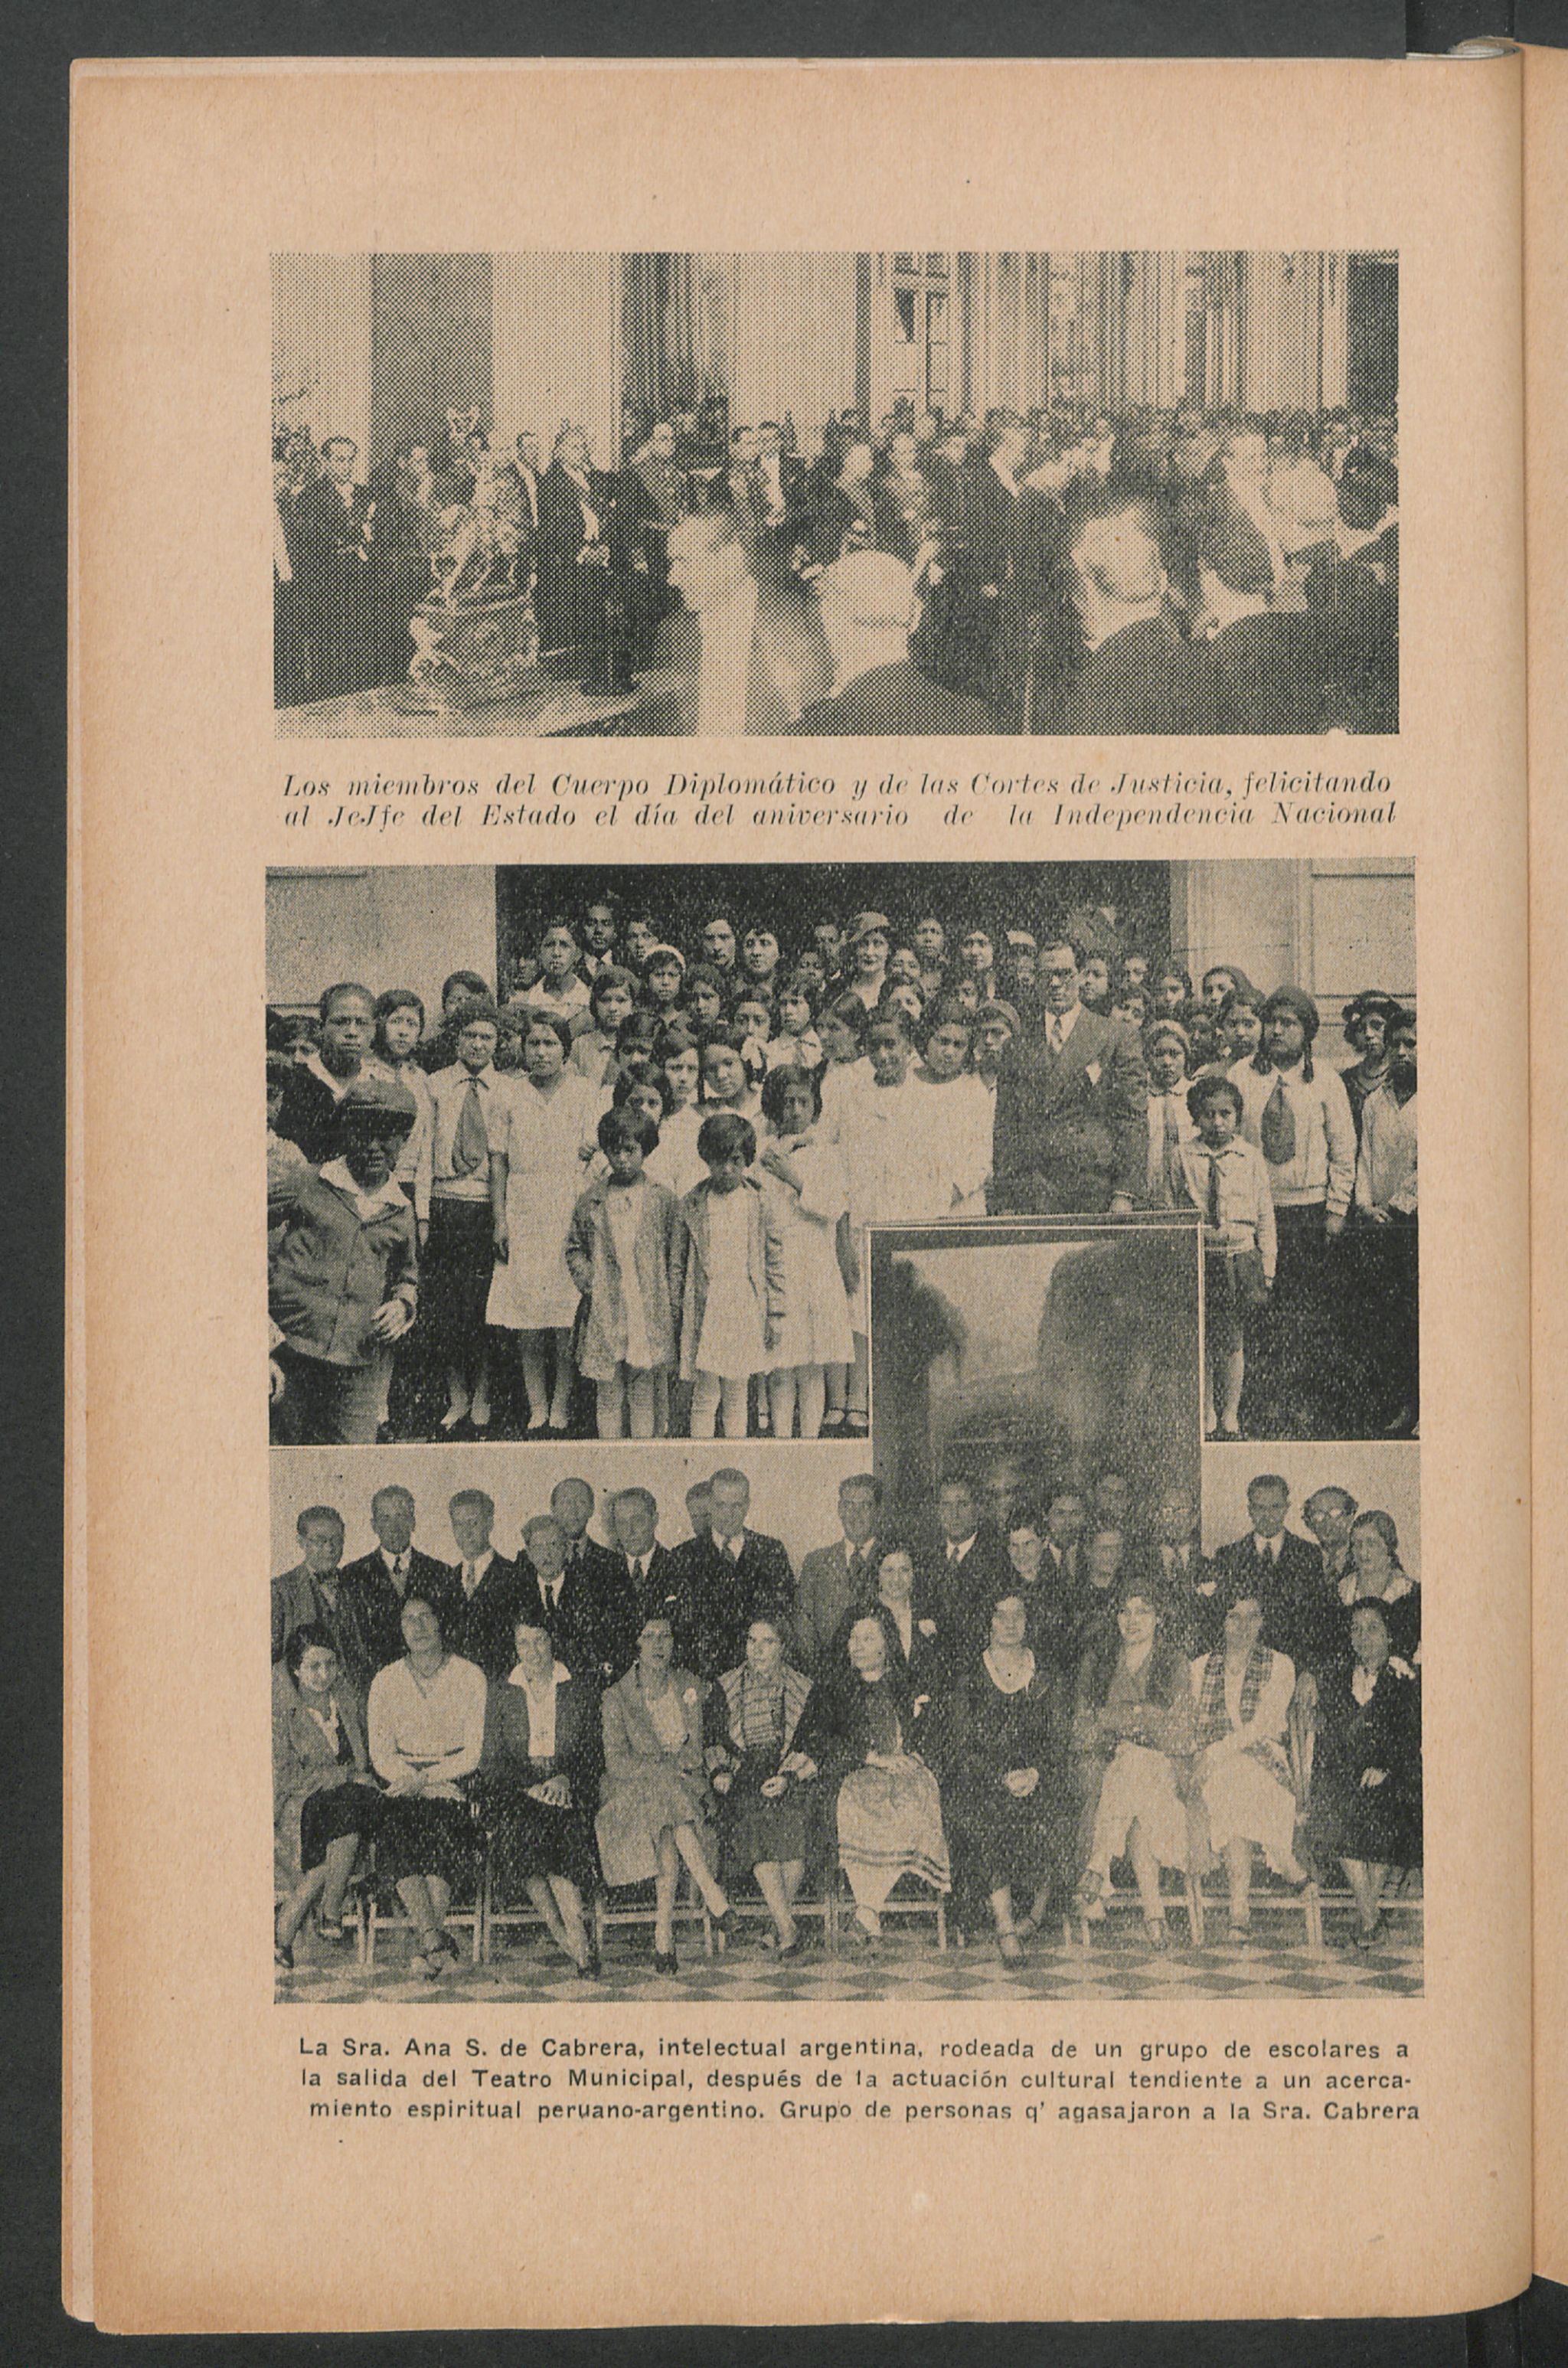 Los miembros del Cuerpo Diplomático y de las Cortes de Justicia, felicitando
al JeJfe del Estado el día del aniversario de la Independencia Nacional
La Sra. Ana S. de Cabrera, intelectual argentina, rodeada de un grupo de escolares a
la salida del Teatro Municipal, después de la actuación cultural tendiente a un acerca-
miento espiritual peruano-argentino. Grupo de personas q' agasajaron a la Sra. Cabrera